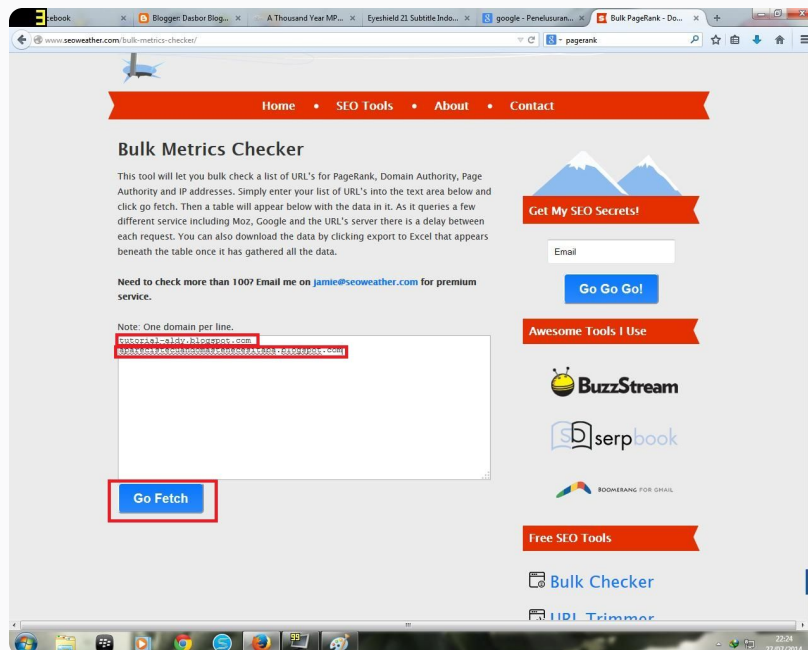 3
cebook
Blogger: Dasbor Blog...
A Thousand Year MP...
Eyeshield 21 Subtitle Indo...
google - Penelusuran...
Bulk PageRank - Do...
www.seoweather.com/bulk-metrics-checker/
pagerank
Home • SEO Tools • About • Contact
Bulk Metrics Checker
This tool will let you bulk check a list of URL's for PageRank, Domain Authority, Page
Authority and IP addresses. Simply enter your list of URL's into the text area below and
click go fetch. Then a table will appear below with the data in it. As it queries a few
different service including Moz, Google and the URL's server there is a delay between
each request. You can also download the data by clicking export to Excel that appears
beneath the table once it has gathered all the data.
Need to check more than 100? Email me on jamie@seoweather.com for premium
service.
Note: One domain per line.
tutorial-aldy.blogspot.com
Go Fetch
Get My SEO Secrets!
Email
Go Go Go!
Awesome Tools I Use
BuzzStream
serpbook
BOOMERANG FOR GMAIL
Free SEO Tools
Bulk Checker
URL Trimmer
99
22:24